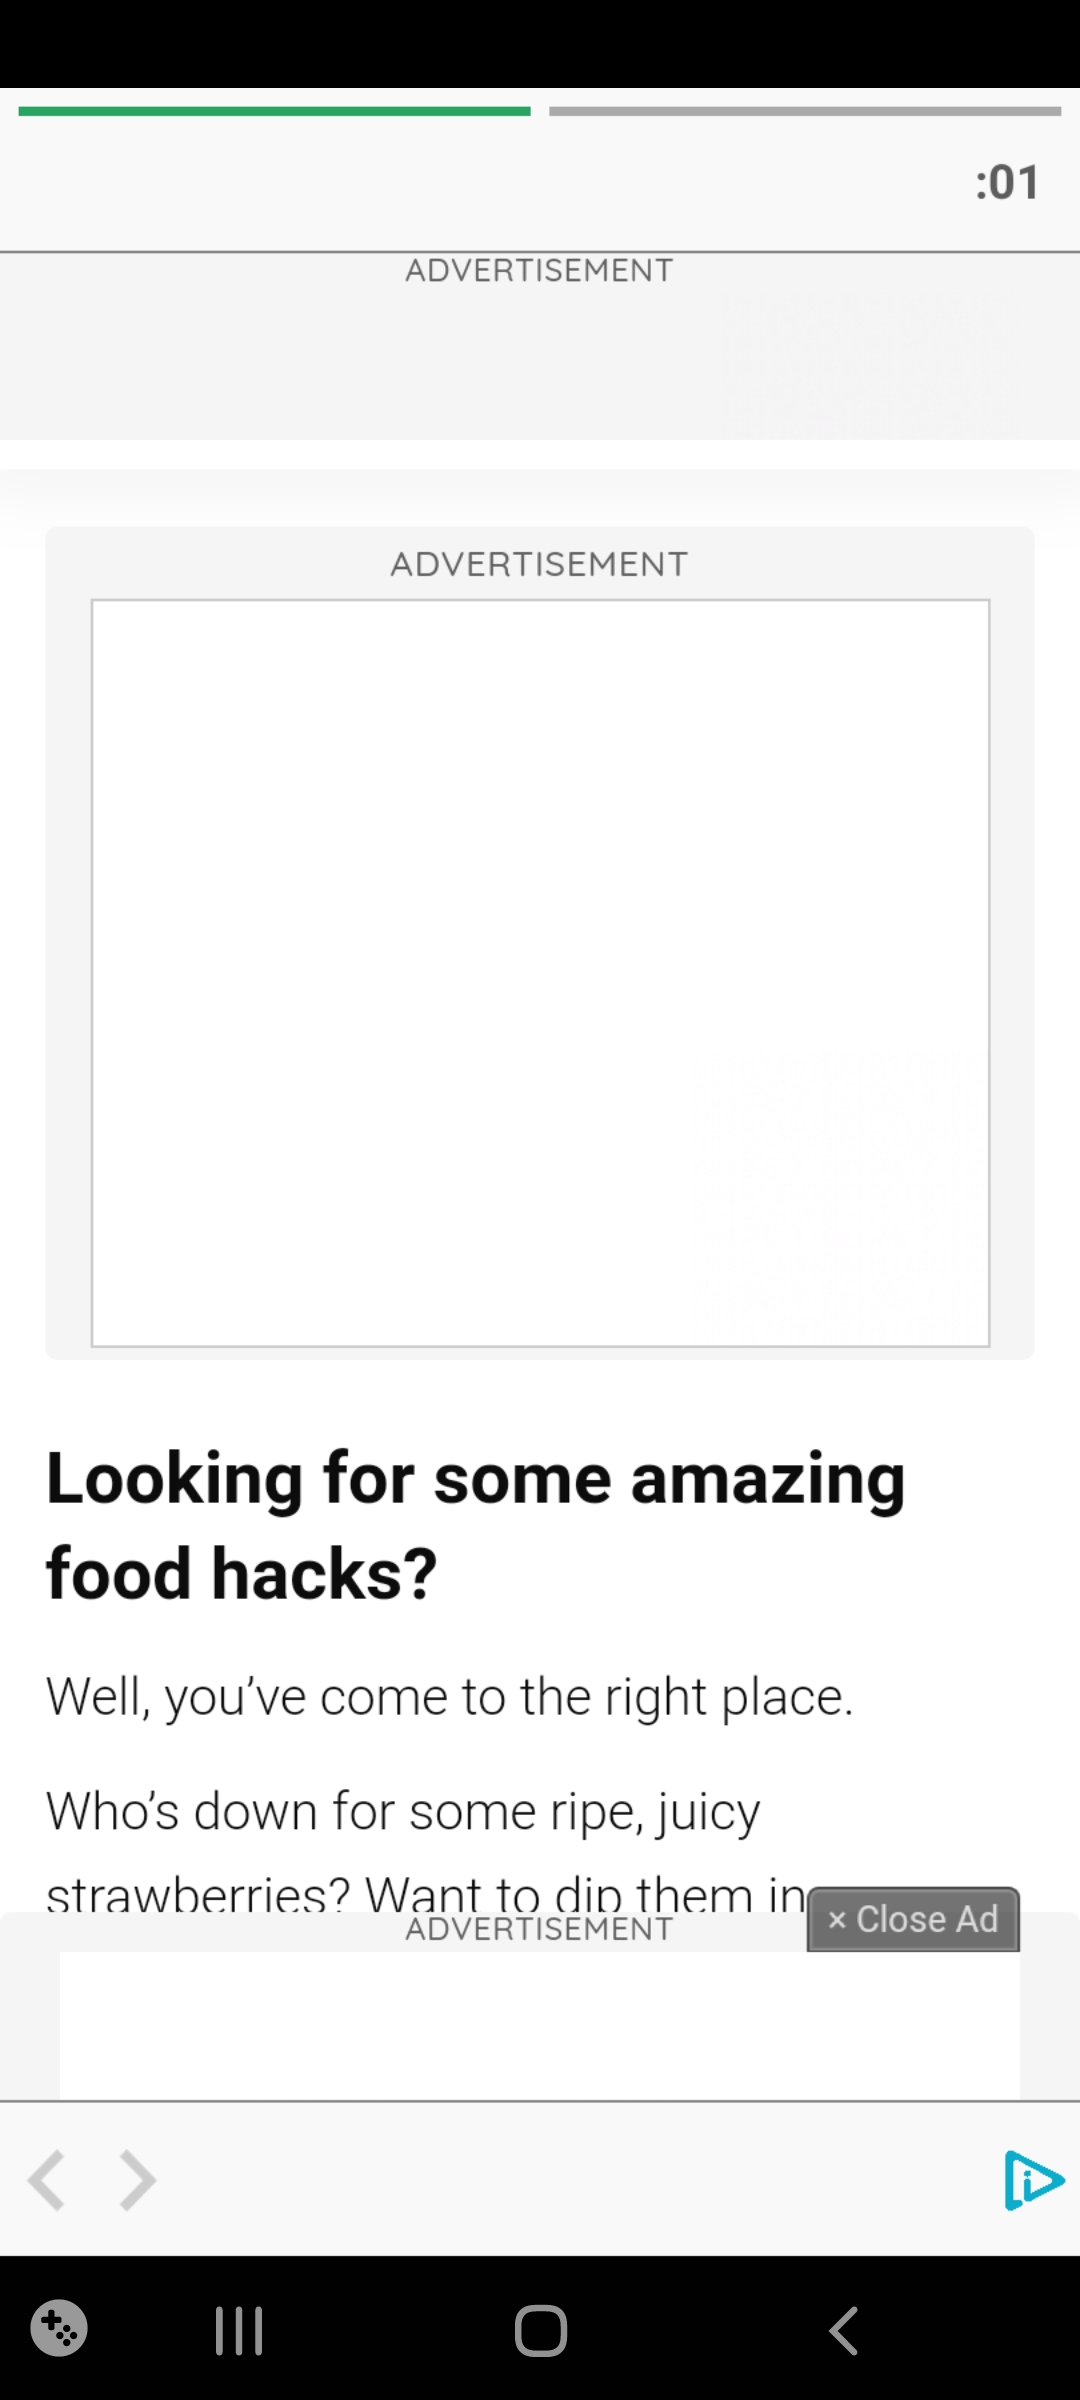 :01
ADVERTISEMENT
ADVERTISEMENT
Looking for some amazing
food hacks?
Well, you’ve come to the right place.
Who’s down for some ripe, juicy
strawberries? Want to dip them in
× Close Ad
ADVERTISEMENT